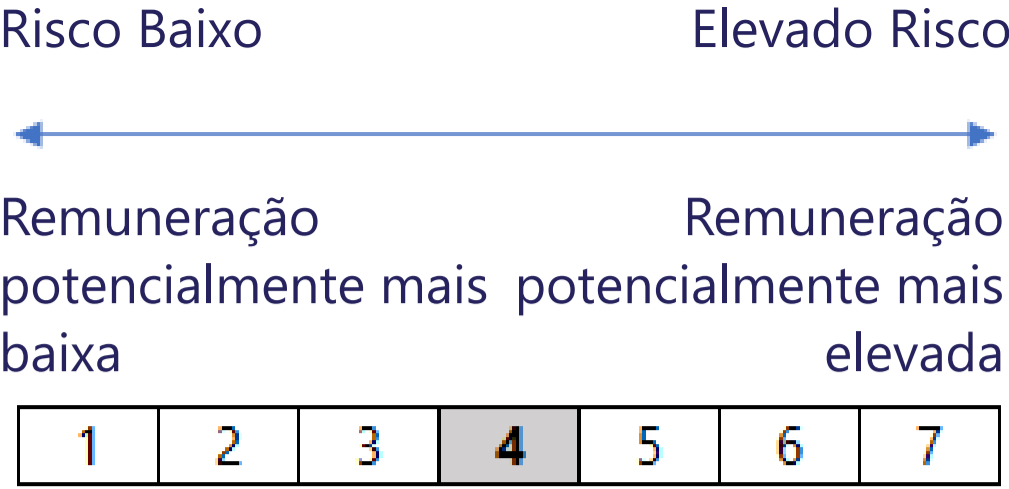 Risco Baixo Elevado Risco
Remuneração Remuneração
potencialmente mais potencialmente mais
baixa elevada
1 2 3 4 5 6 7